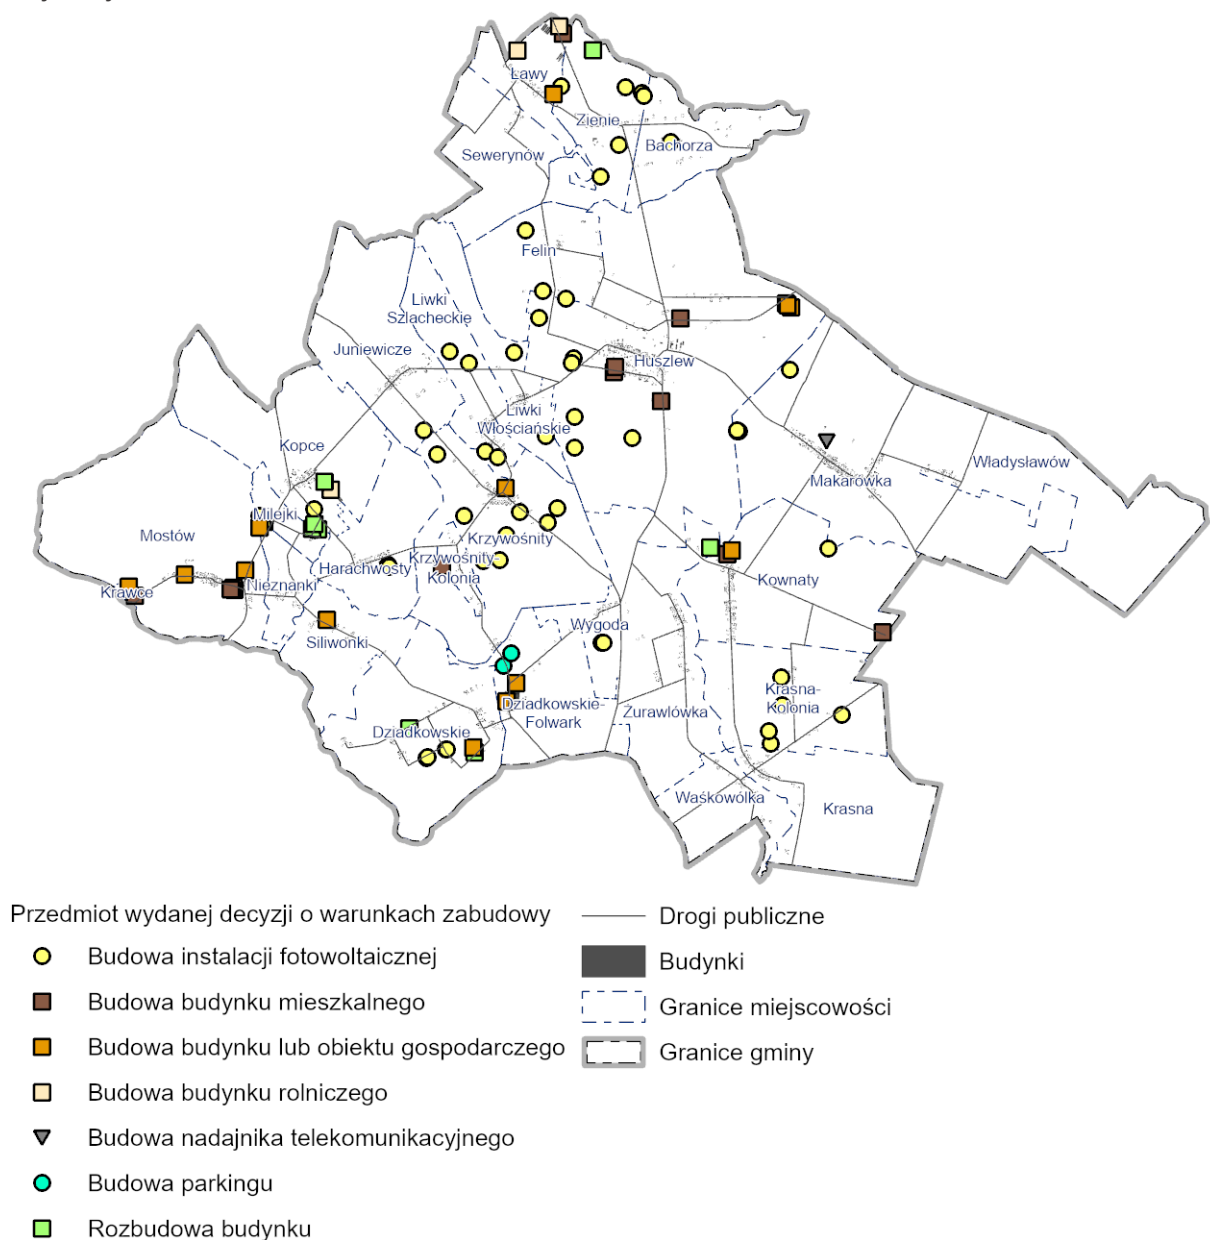 Ławy
Zienie
Bachorza
Sewerynów
Felin
Liwki
Szlacheckie
Juniewicze
Huszlew
Liwki
Włościańskie
Kopce
Władysławów
Makarówka
Milejki
Mostów
Krzywośnity
Harachwosty
Krzywośnity-
Kolonia
Kownaty
Nieznanki
Krawce
Wygoda
Siliwonki
Krasna-
Kolonia
Dziadkowskie-
Folwark
Żurawlówka
Dziadkowskie
Waśkowólka
Krasna
Przedmiot wydanej decyzji o warunkach zabudowy
Budowa instalacji fotowoltaicznej
Budowa budynku mieszkalnego
Budowa budynku lub obiektu gospodarczego
Budowa budynku rolniczego
Budowa nadajnika telekomunikacyjnego
Budowa parkingu
Rozbudowa budynku
Drogi publiczne
Budynki
Granice miejscowości
Granice gminy